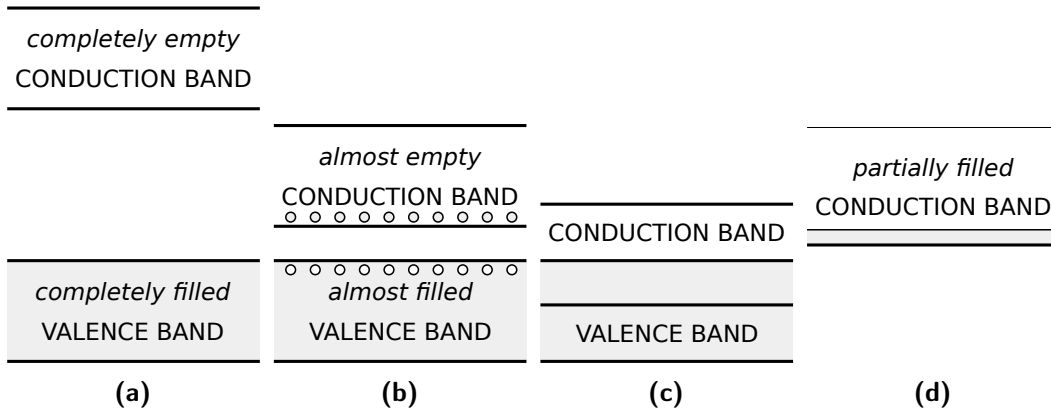 completely empty
CONDUCTION BAND
completely filled
VALENCE BAND
(a)
almost empty
CONDUCTION BAND
almost filled
VALENCE BAND
(b)
CONDUCTION BAND
VALENCE BAND
(c)
partially filled
CONDUCTION BAND
(d)